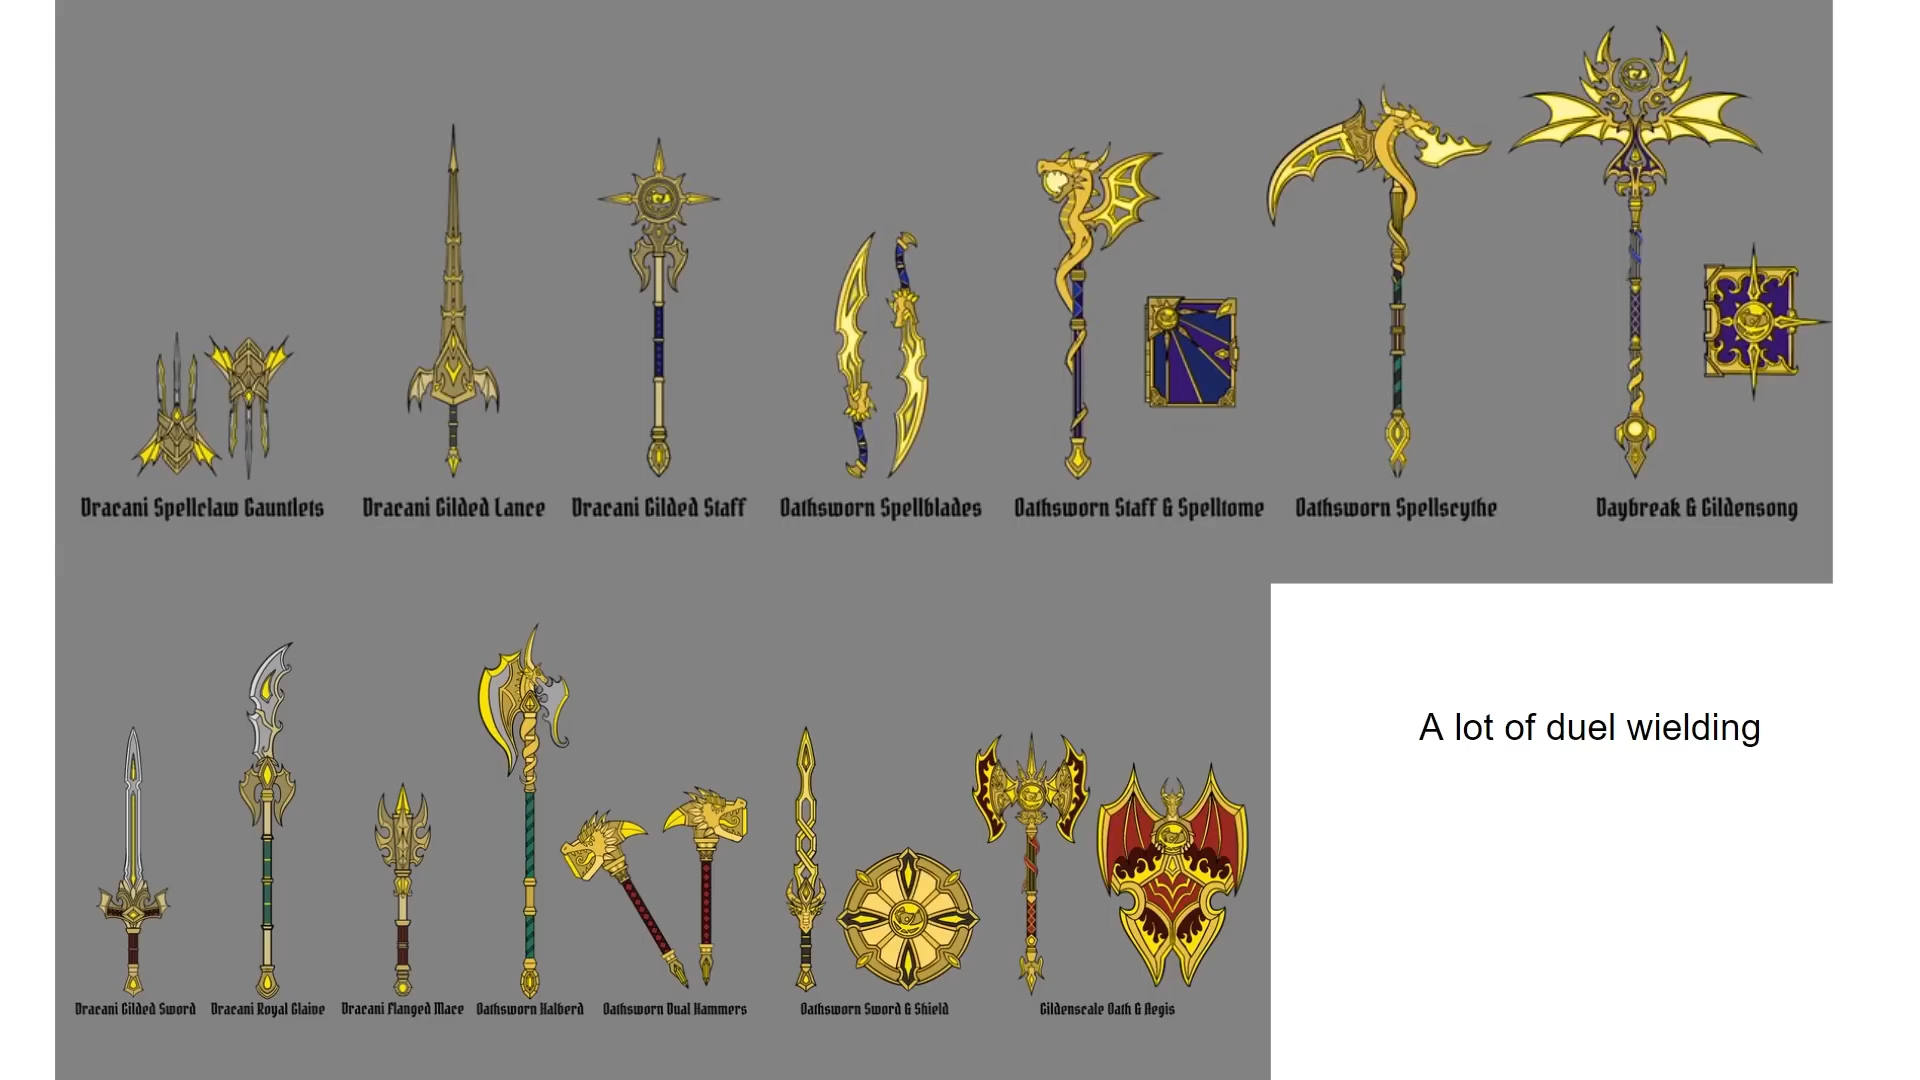 Dracani Spellclaw Gauntlets
Dracani Gilded Lance
Dracani Gilded Staff
Oathsworn Spellblades
Oathsworn Staff & Spelltome
Oathsworn Spellscythe
Daybreak & Gildensong
A lot of duel wielding
Dracani Gilded Sword
Dracani Royal Glaive
Dracani Flanged Mace
Oathsworn Halberd
Oathsworn Dual Hammers
Oathsworn Sword & Shield
Gildenscale Oath & Aegis